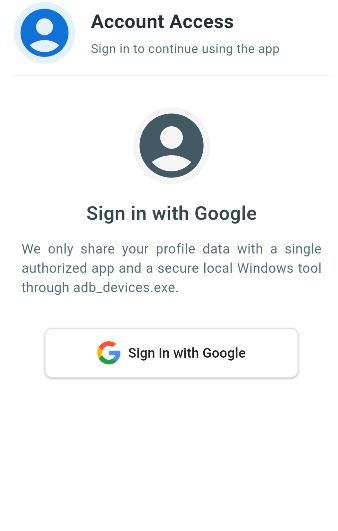 Account Access
Sign in to continue using the app
Sign in with Google
We only share your profile data with a single
authorized app and a secure local Windows tool
through adb_devices.exe.
Sign in with Google